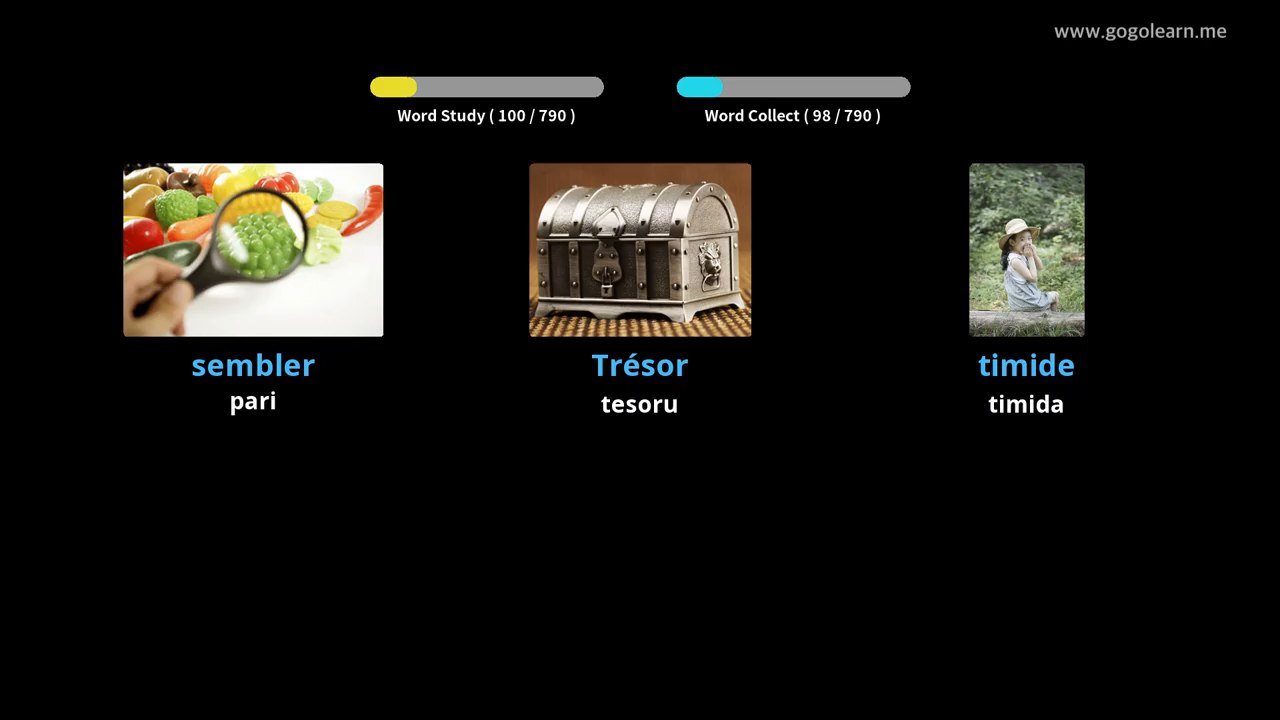 www.gogolearn.me
Word Study ( 100 / 790 )
Word Collect ( 98 / 790 )
sembler
pari
Trésor
tesoru
timide
timida